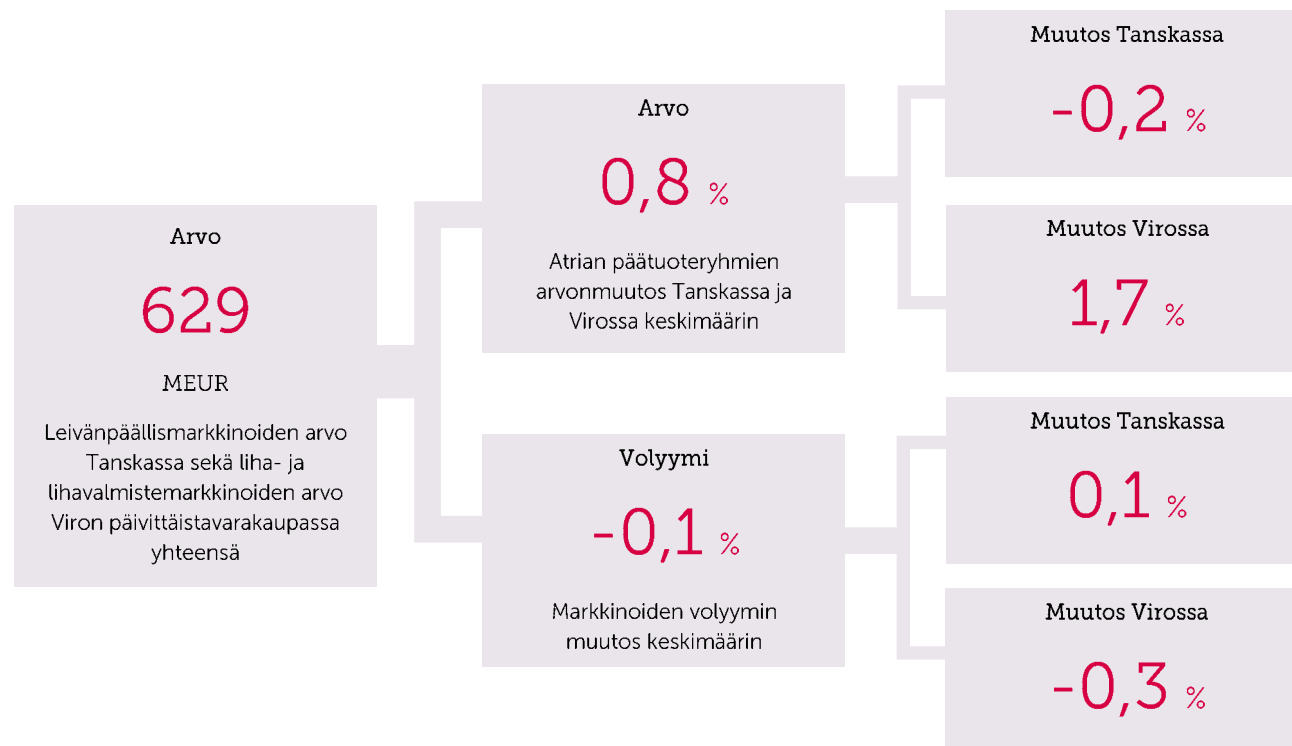 Arvo
629
MEUR
Leivänpäällismarkkinoiden arvo
Tanskassa sekä liha- ja
lihavalmistemarkkinoiden arvo
Viron päivittäistavarakaupassa
yhteensä
Arvo
0,8 %
Atrian päätuoteryhmien
arvonmuutos Tanskassa ja
Virossa keskimäärin
Muutos Tanskassa
-0,2 %
Muutos Virossa
1,7 %
Volyymi
-0,1 %
Markkinoiden volyymin
muutos keskimäärin
Muutos Tanskassa
0,1 %
Muutos Virossa
-0,3 %